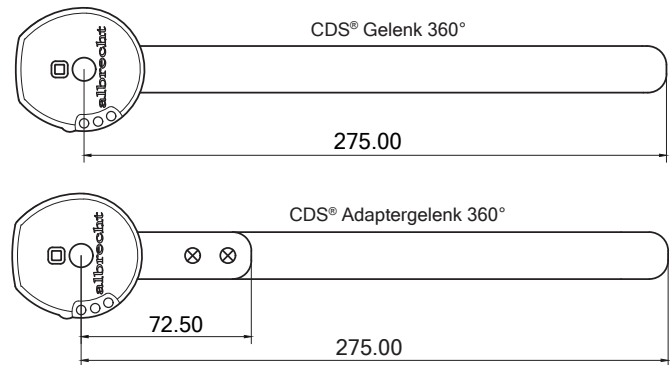 CDS® Gelenk 360°
albrecht
275.00
CDS® Adaptergelenk 360°
albrecht
72.50
275.00